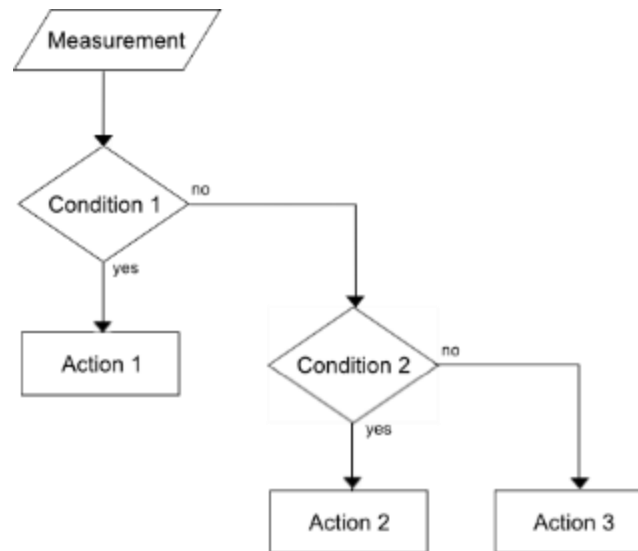 Measurement
Condition 1
no
yes
Action 1
Condition 2
no
yes
Action 2
Action 3